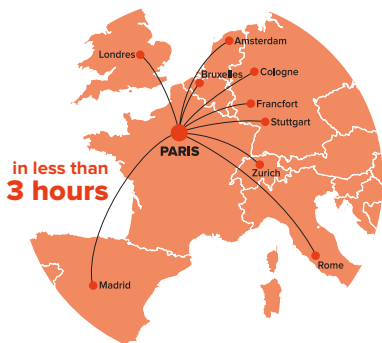 Amsterdam
Londres
Bruxelles
Cologne
Francfort
Stuttgart
PARIS
in less than
3 hours
Zurich
Rome
Madrid